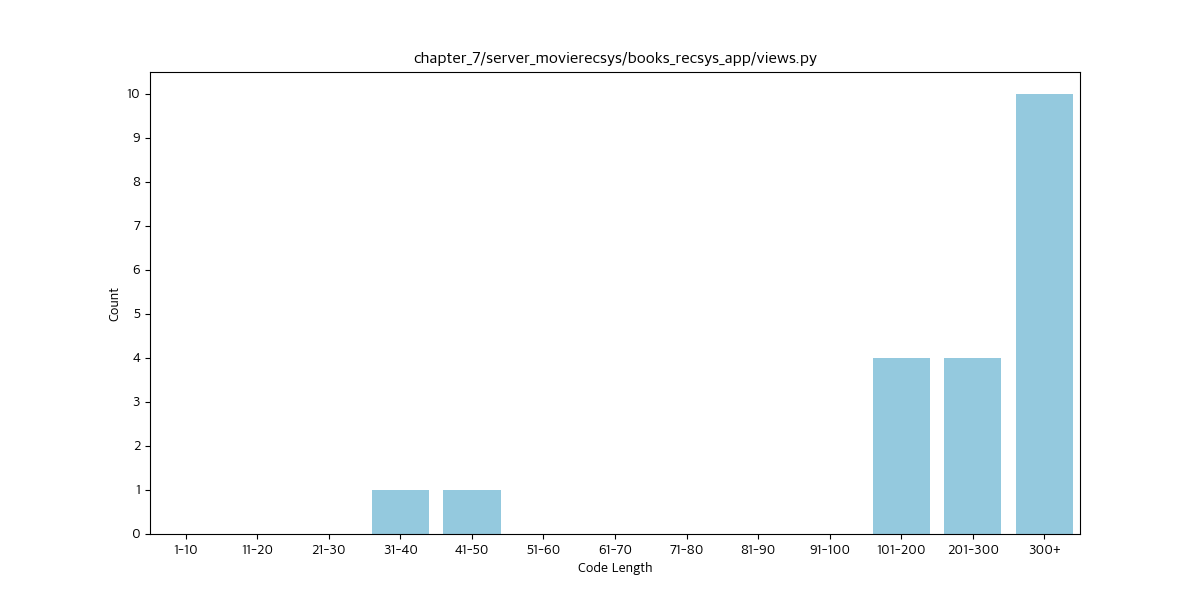 chapter_7/server_movierecsys/books_recsys_app/views.py
10
9
8
7
6
5
4
3
2
1
0
Count
1-10 11-20 21-30 31-40 41-50 51-60 61-70 71-80 81-90 91-100 101-200 201-300 300+
Code Length